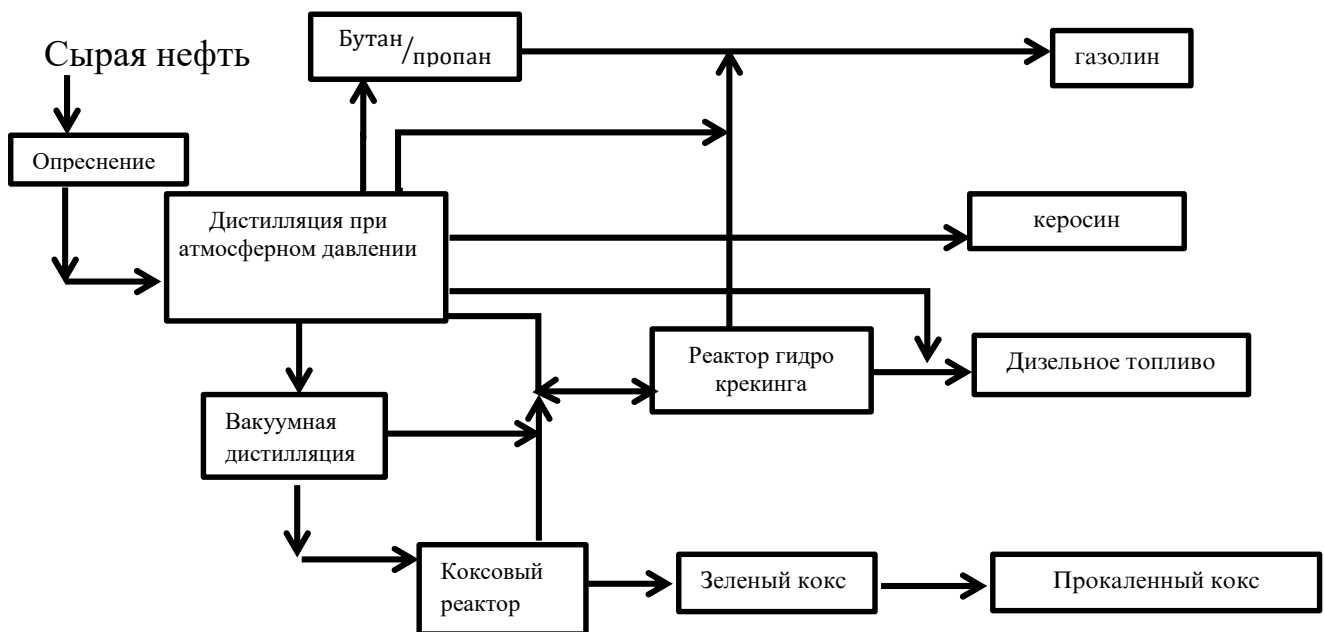 Сырая нефть
Бутан/пропан
газолин
Опреснение
Дистилляция при
атмосферном давлении
керосин
Реактор гидро
крекинга
Дизельное топливо
Вакуумная
дистилляция
Коксовый
реактор
Зеленый кокс
Прокаленный кокс